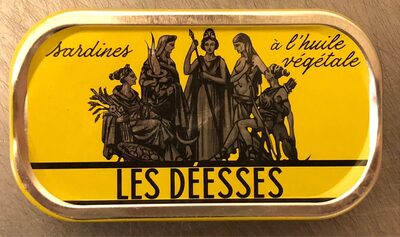 sardines
à l'huile
végétale
LES DÉESSES